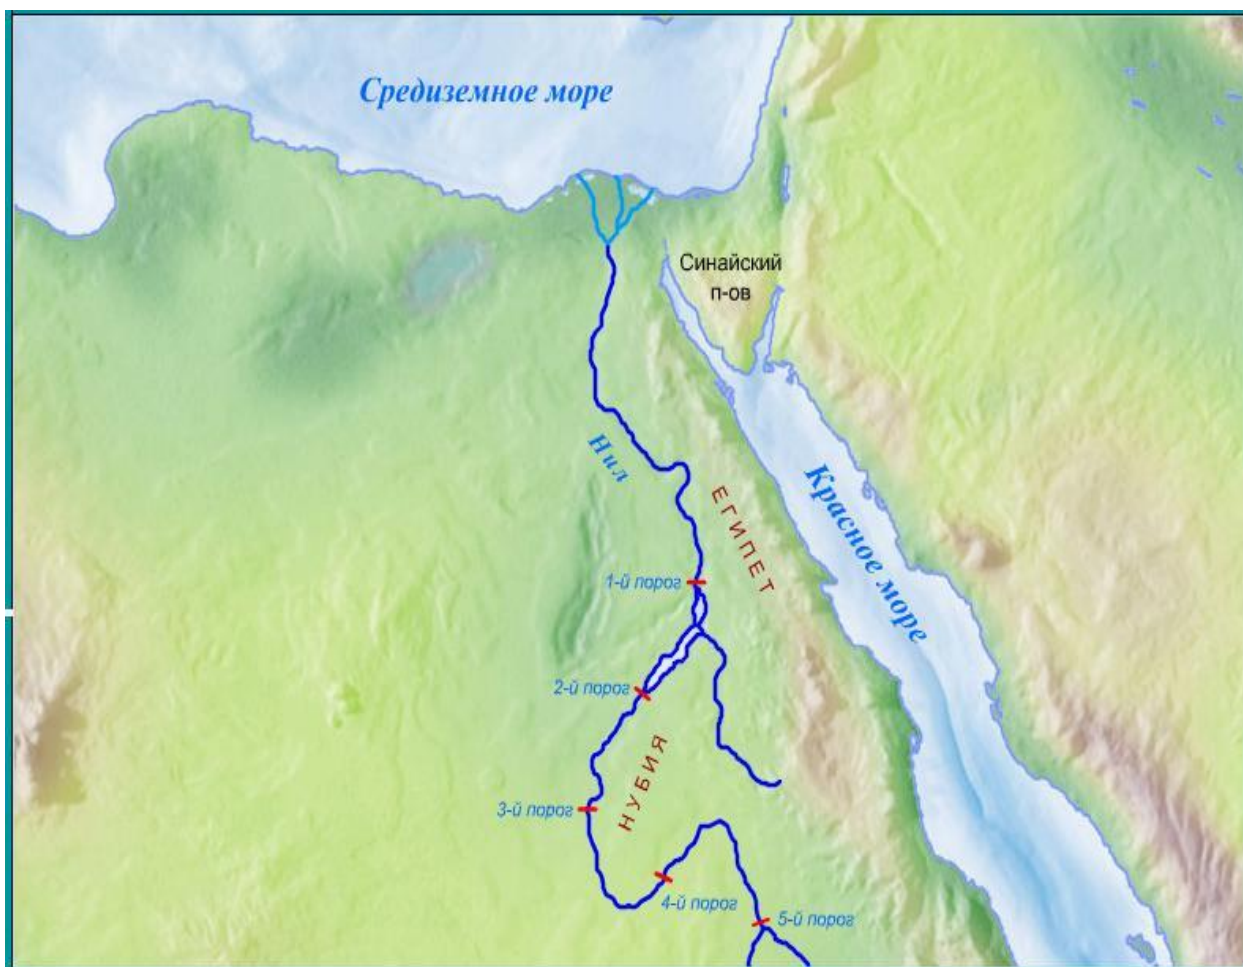 Средиземное море
Синайский
п-ов
Нил
Красное море
ЕГИПЕТ
1-й порог
2-й порог
НУБИЯ
3-й порог
4-й порог
5-й порог